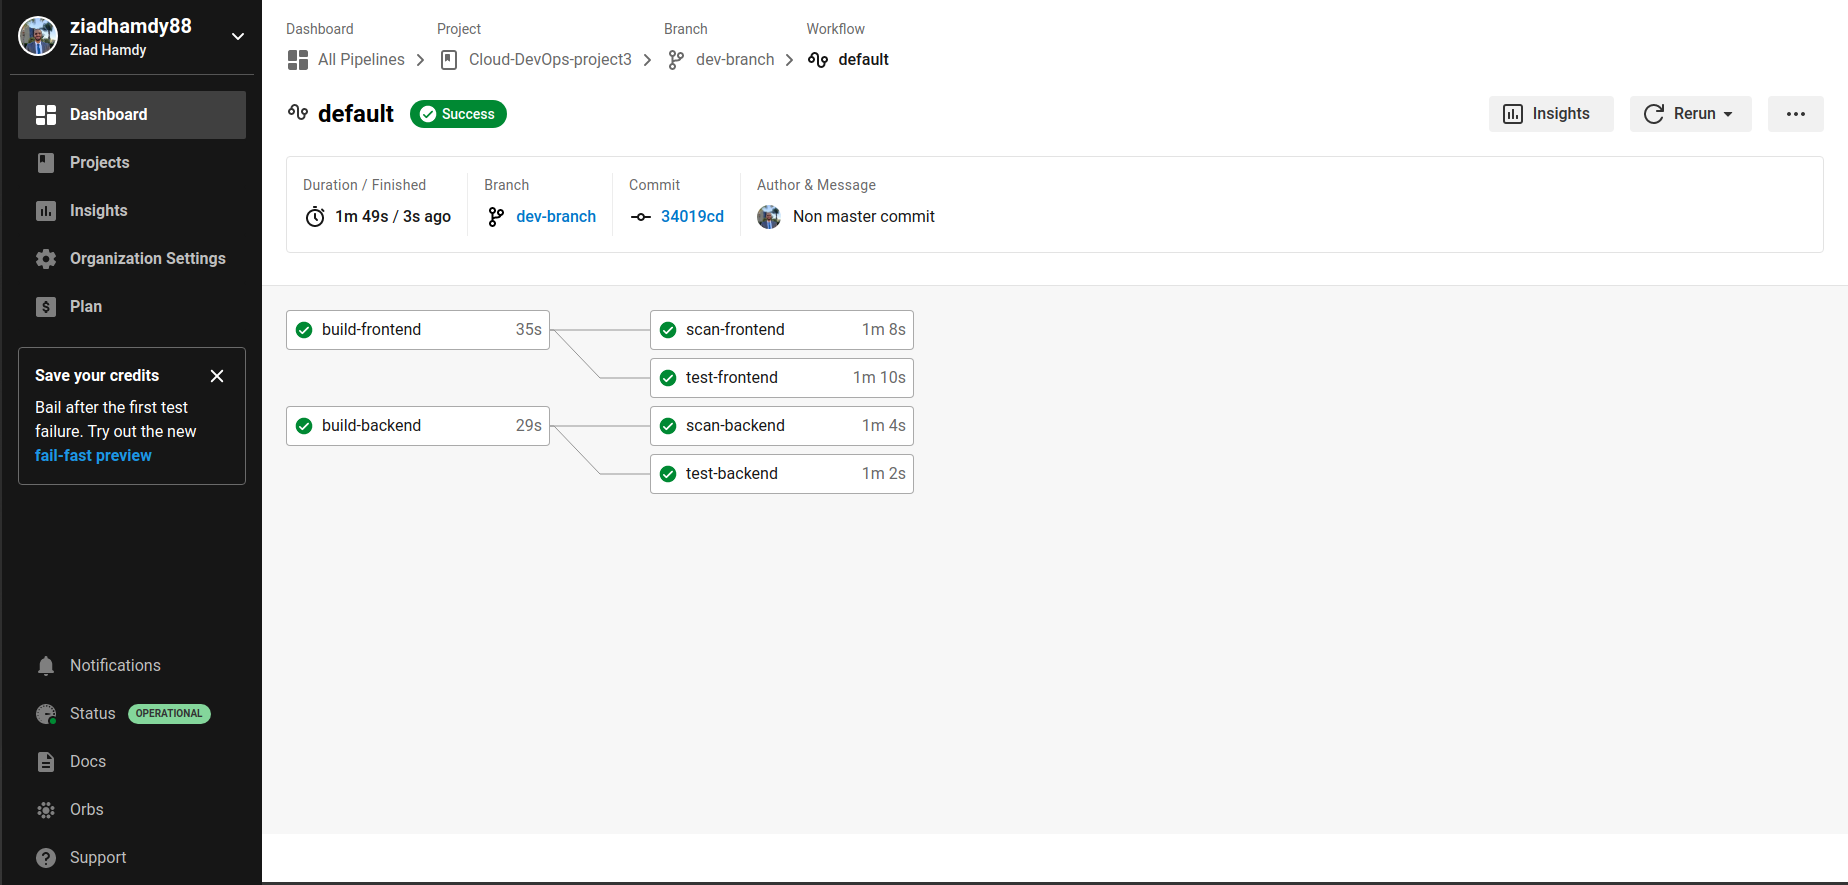 ziadhamdy88
Ziad Hamdy
Dashboard
Projects
Insights
Organization Settings
Plan
Save your credits
Bail after the first test
failure. Try out the new
fail-fast preview
Notifications
Status OPERATIONAL
Docs
Orbs
Support
Dashboard Project Branch Workflow
All Pipelines Cloud-DevOps-project3 dev-branch default
default Success Insights Rerun
Duration / Finished Branch Commit Author & Message
1m 49s / 3s ago dev-branch 34019cd Non master commit
build-frontend 35s scan-frontend 1m 8s
test-frontend 1m 10s
build-backend 29s scan-backend 1m 4s
test-backend 1m 2s